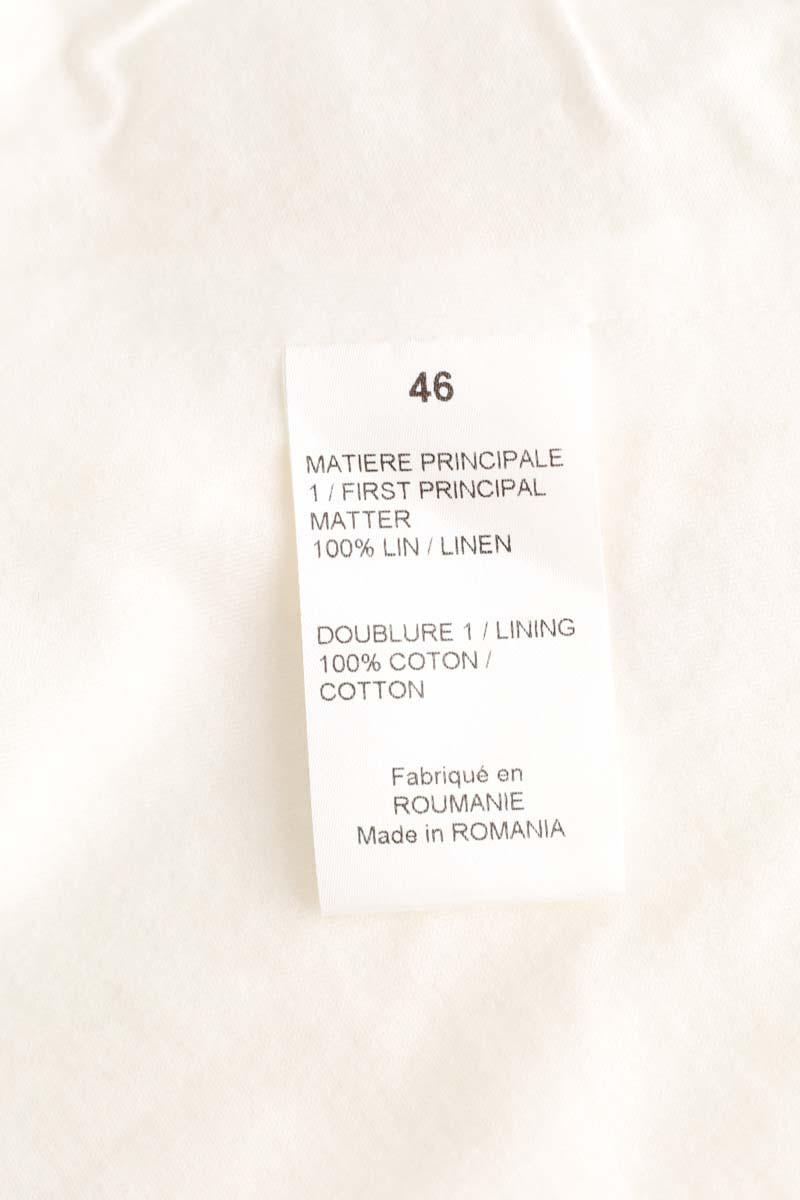 46
MATIERE PRINCIPALE
1 / FIRST PRINCIPAL
MATTER
100% LIN / LINEN
DOUBLURE 1 / LINING
100% COTON /
COTTON
Fabriqué en
ROUMANIE
Made in ROMANIA